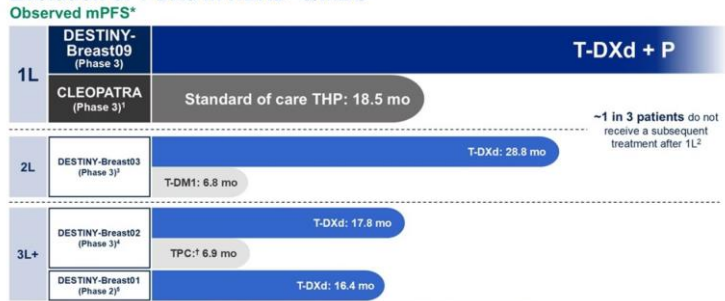 Observed mPFS*
1L
DESTINY-
Breast09
(Phase 3)
T-DXd + P
CLEOPATRA
(Phase 3)¹
Standard of care THP: 18.5 mo
~1 in 3 patients do not
receive a subsequent
treatment after 1L²
2L
DESTINY-Breast03
(Phase 3)³
T-DXd: 28.8 mo
T-DM1: 6.8 mo
3L+
DESTINY-Breast02
(Phase 3)⁴
T-DXd: 17.8 mo
TPC:† 6.9 mo
DESTINY-Breast01
(Phase 2)⁵
T-DXd: 16.4 mo